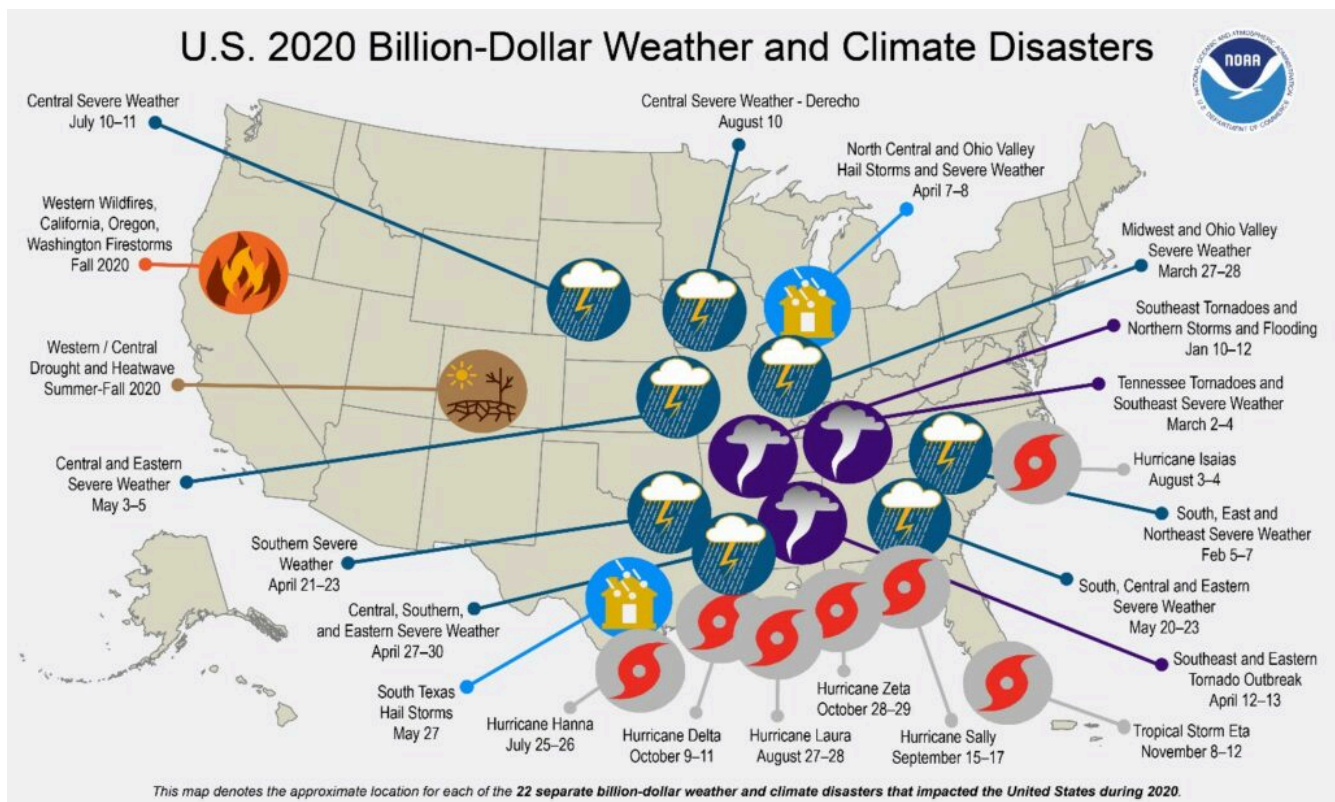 U.S. 2020 Billion-Dollar Weather and Climate Disasters
NATIONAL OCEANIC AND ATMOSPHERIC ADMINISTRATION
NOAA
U.S. DEPARTMENT OF COMMERCE
Central Severe Weather
July 10–11
Central Severe Weather - Derecho
August 10
North Central and Ohio Valley
Hail Storms and Severe Weather
April 7–8
Western Wildfires,
California, Oregon,
Washington Firestorms
Fall 2020
Midwest and Ohio Valley
Severe Weather
March 27–28
Southeast Tornadoes and
Northern Storms and Flooding
Jan 10–12
Western / Central
Drought and Heatwave
Summer-Fall 2020
Tennessee Tornadoes and
Southeast Severe Weather
March 2–4
Central and Eastern
Severe Weather
May 3–5
Hurricane Isaias
August 3–4
South, East and
Northeast Severe Weather
Feb 5–7
Southern Severe
Weather
April 21–23
South, Central and Eastern
Severe Weather
May 20–23
Central, Southern,
and Eastern Severe Weather
April 27–30
Southeast and Eastern
Tornado Outbreak
April 12–13
South Texas
Hail Storms
May 27
Hurricane Hanna
July 25–26
Hurricane Delta
October 9–11
Hurricane Laura
August 27–28
Hurricane Zeta
October 28–29
Hurricane Sally
September 15–17
Tropical Storm Eta
November 8–12
This map denotes the approximate location for each of the 22 separate billion-dollar weather and climate disasters that impacted the United States during 2020.